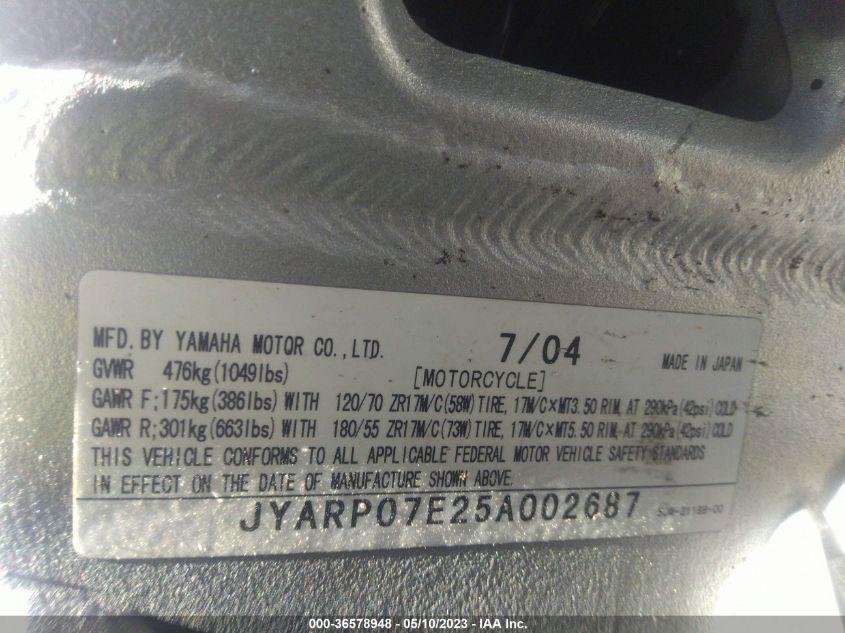 MFD. BY YAMAHA MOTOR CO.,LTD. 7/04 MADE IN JAPAN
GVWR 476kg(1049lbs) [MOTORCYCLE]
GAWR F;175kg(386lbs) WITH 120/70 ZR17M/C(58W) TIRE, 17M/C×MT3.50 RIM, AT 290kPa(42psi) COLD
GAWR R;301kg(663lbs) WITH 180/55 ZR17M/C(73W) TIRE, 17M/C×MT5.50 RIM, AT 290kPa(42psi) COLD
THIS VEHICLE CONFORMS TO ALL APPLICABLE FEDERAL MOTOR VEHICLE SAFETY STANDARDS
IN EFFECT ON THE DATE OF MANUFACTURE SHOWN ABOVE.
JYARP07E25A002687
000-36578948 - 05/10/2023 - IAA Inc.